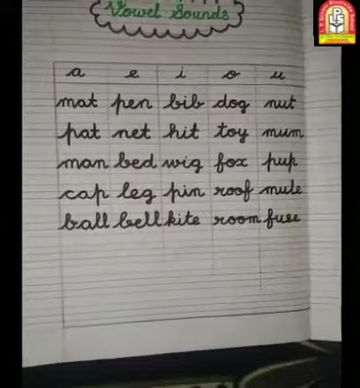 Vowel Sounds
a e i o u
mat pen bib dog nut
pat net hit toy mum
man bed wig fox pup
cap leg pin roof mule
ball bell kite room fuse